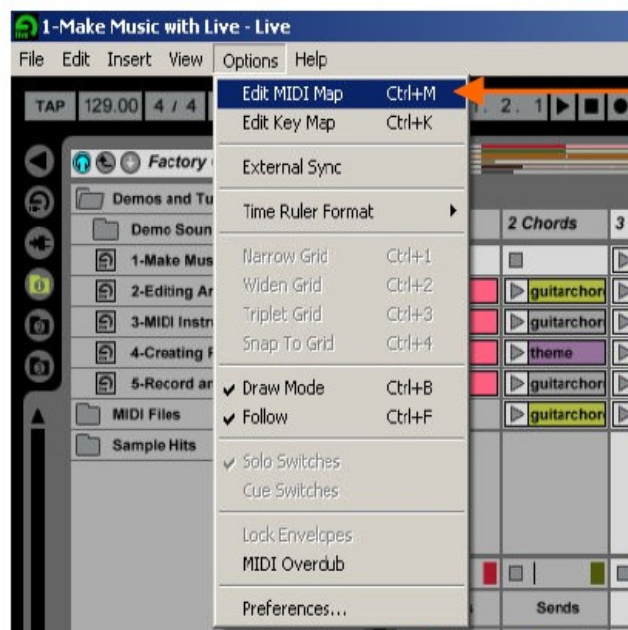 1-Make Music with Live - Live
File Edit Insert View Options Help
TAP 129.00 4 / 4 1. 2. 1
Edit MIDI Map Ctrl+M
Edit Key Map Ctrl+K
External Sync
Time Ruler Format
Narrow Grid Ctrl+1
Widen Grid Ctrl+2
Triplet Grid Ctrl+3
Snap To Grid Ctrl+4
Draw Mode Ctrl+B
Follow Ctrl+F
Solo Switches
Cue Switches
Lock Envelopes
MIDI Overdub
Preferences...
Factory
Demos and Tu
Demo Soun
1-Make Mus
2-Editing Ar
3-MIDI Instr
4-Creating F
5-Record an
MIDI Files
Sample Hits
2 Chords 3
guitarchor
guitarchor
theme
guitarchor
guitarchor
Sends